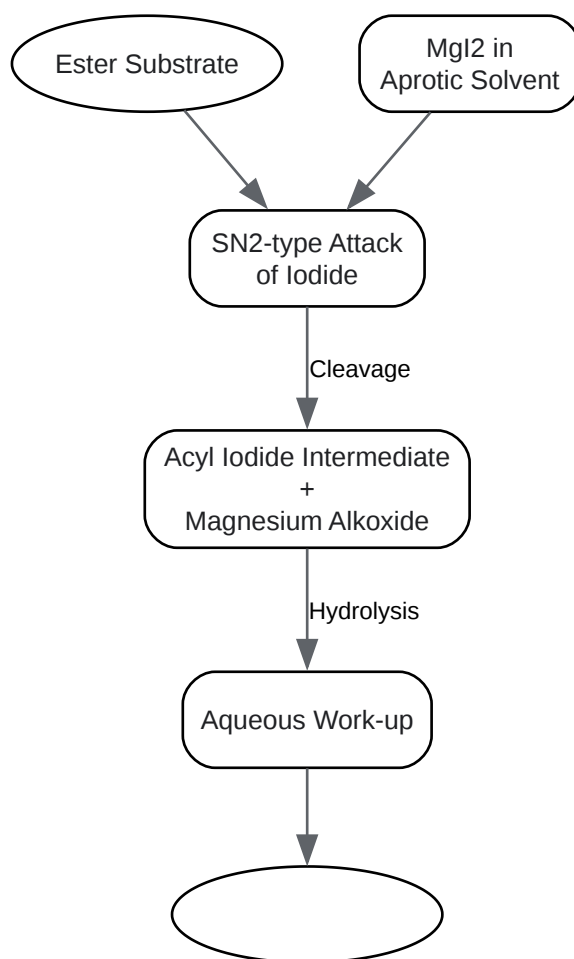 Ester Substrate
MgI2 in
Aprotic Solvent
SN2-type Attack
of Iodide
Cleavage
Acyl Iodide Intermediate
+
Magnesium Alkoxide
Hydrolysis
Aqueous Work-up